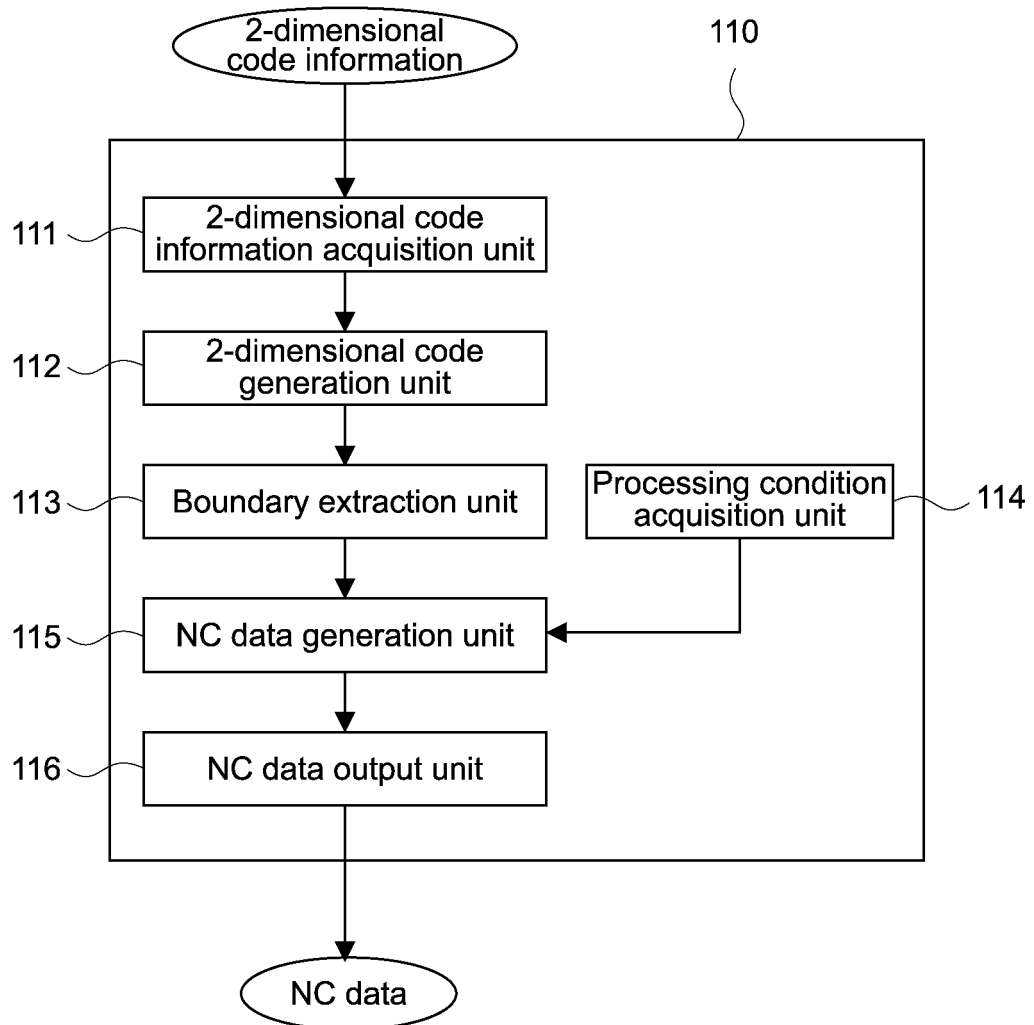 2-dimensional
code information
110
111
2-dimensional code
information acquisition unit
112
2-dimensional code
generation unit
113
Boundary extraction unit
Processing condition
acquisition unit
114
115
NC data generation unit
116
NC data output unit
NC data